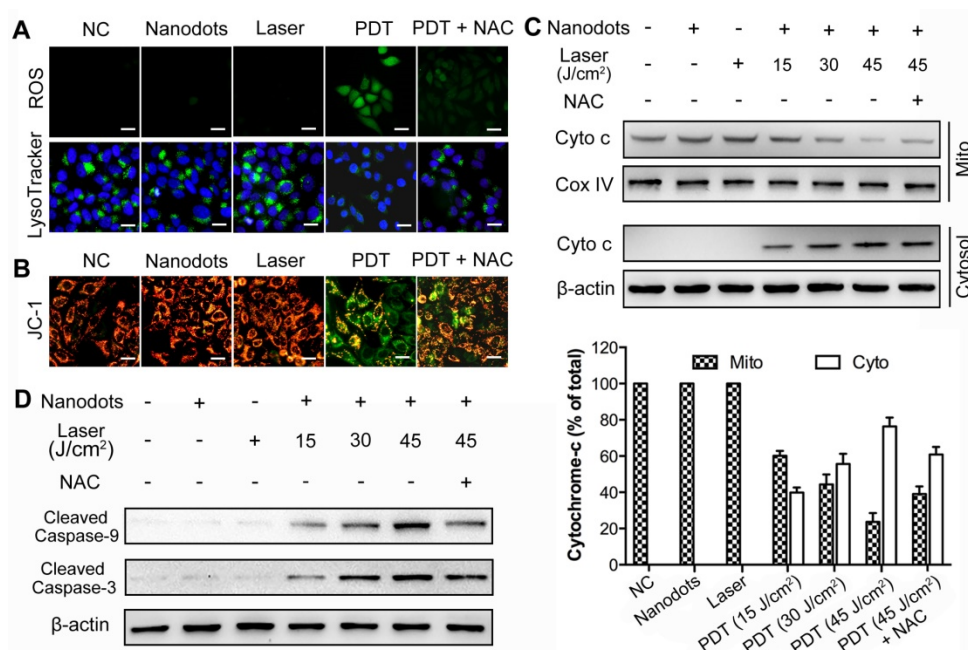 A
NC Nanodots Laser PDT PDT + NAC
ROS
LysoTracker
B
NC Nanodots Laser PDT PDT + NAC
JC-1
C
Nanodots - + - + + + +
Laser (J/cm²) - - + 15 30 45 45
NAC - - - - - - +
Cyto c
Cox IV
Mito
Cyto c
β-actin
Cytosol
Cytochrome-c (% of total)
120
100
80
60
40
20
0
Mito Cyto
NC
Nanodots
Laser
PDT (15 J/cm²)
PDT (30 J/cm²)
PDT (45 J/cm²)
PDT (45 J/cm²)
+ NAC
D
Nanodots - + - + + + +
Laser
(J/cm²) - - + 15 30 45 45
NAC - - - - - - +
Cleaved
Caspase-9
Cleaved
Caspase-3
β-actin